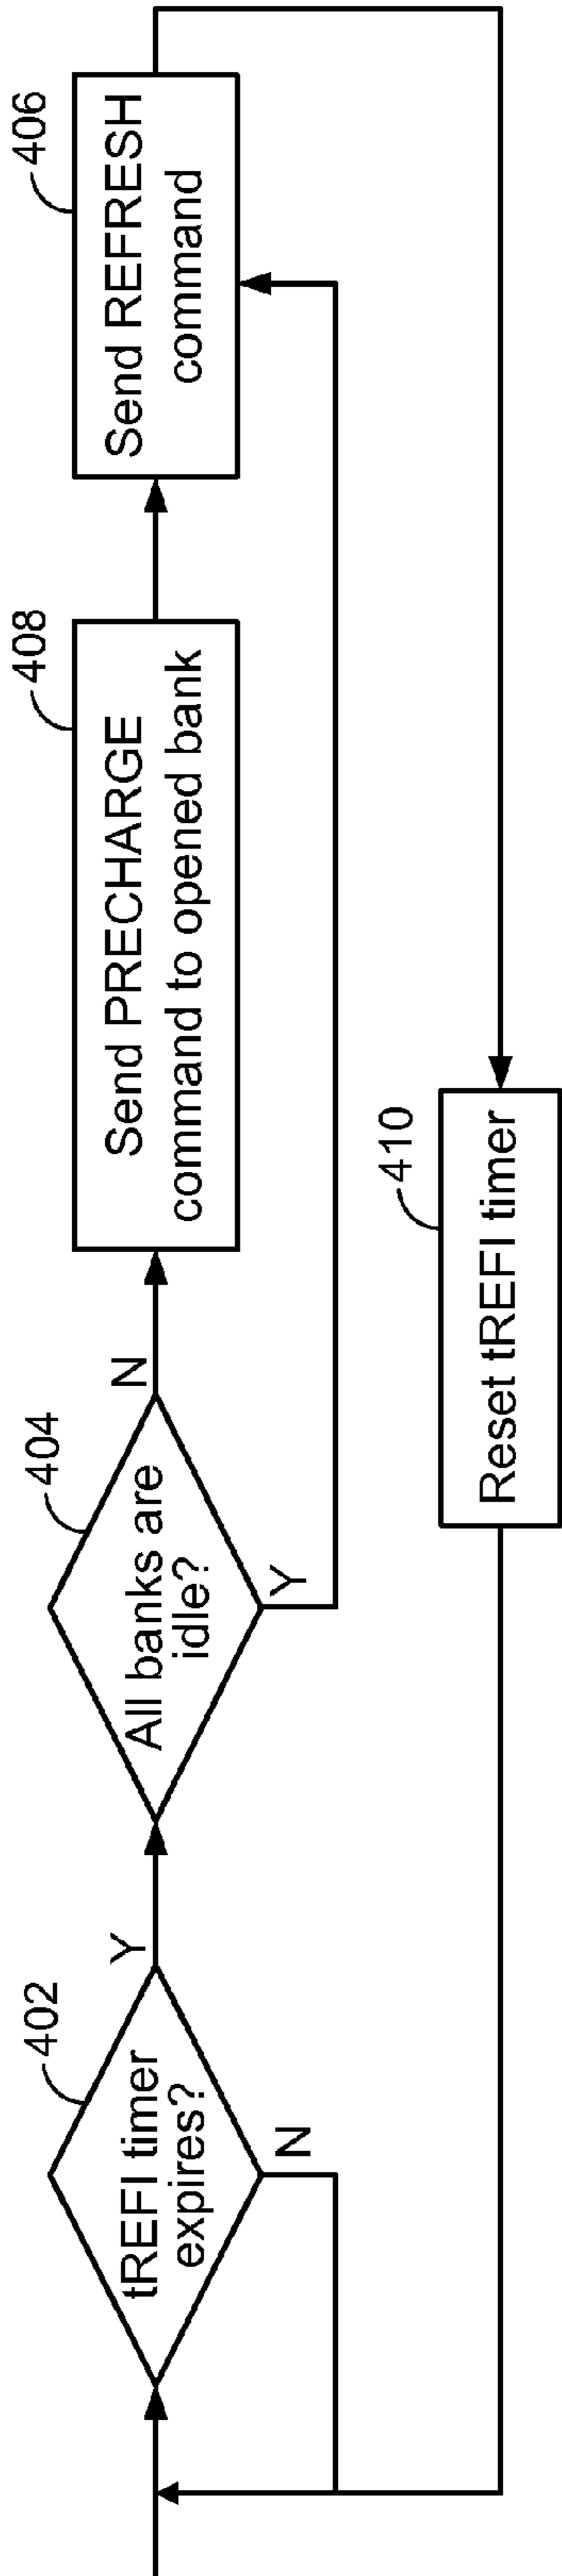 402
tREFI timer
expires?
Y
N
404
All banks are
idle?
N
Y
408
Send PRECHARGE
command to opened bank
406
Send REFRESH
command
410
Reset tREFI timer